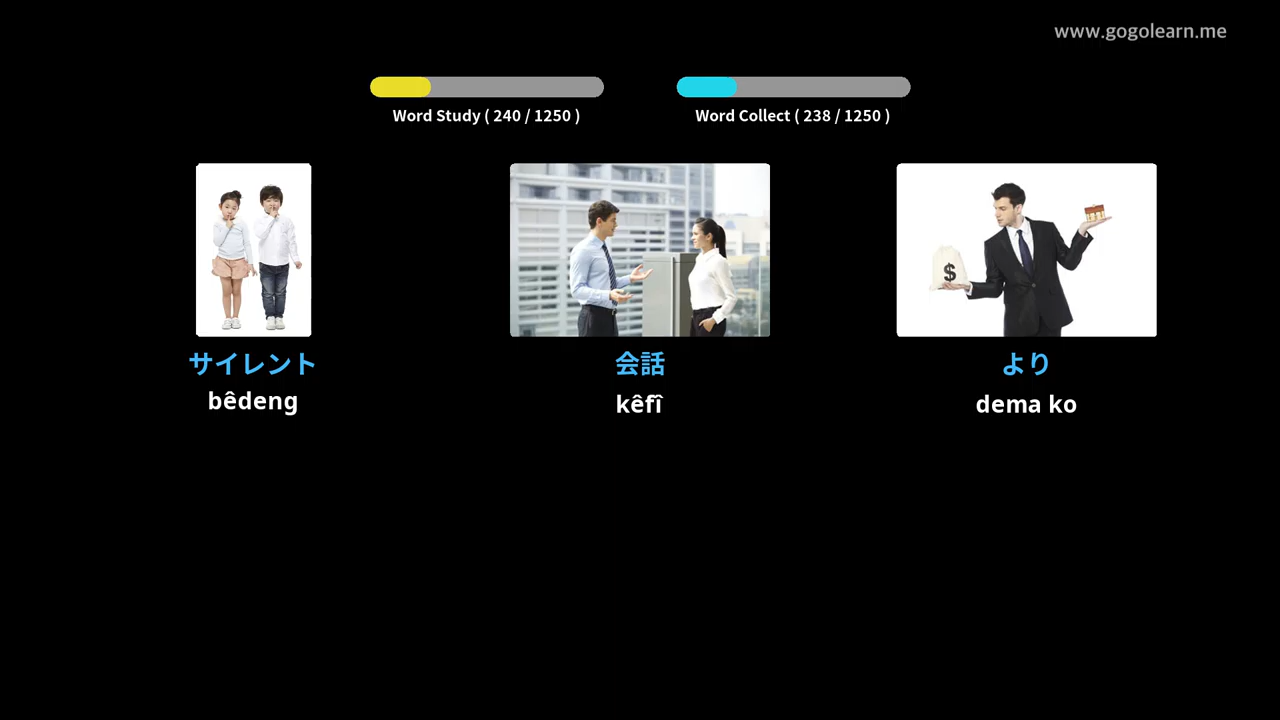 www.gogolearn.me
Word Study ( 240 / 1250 )
Word Collect ( 238 / 1250 )
$
サイレント
会話
より
bêdeng
kêfî
dema ko